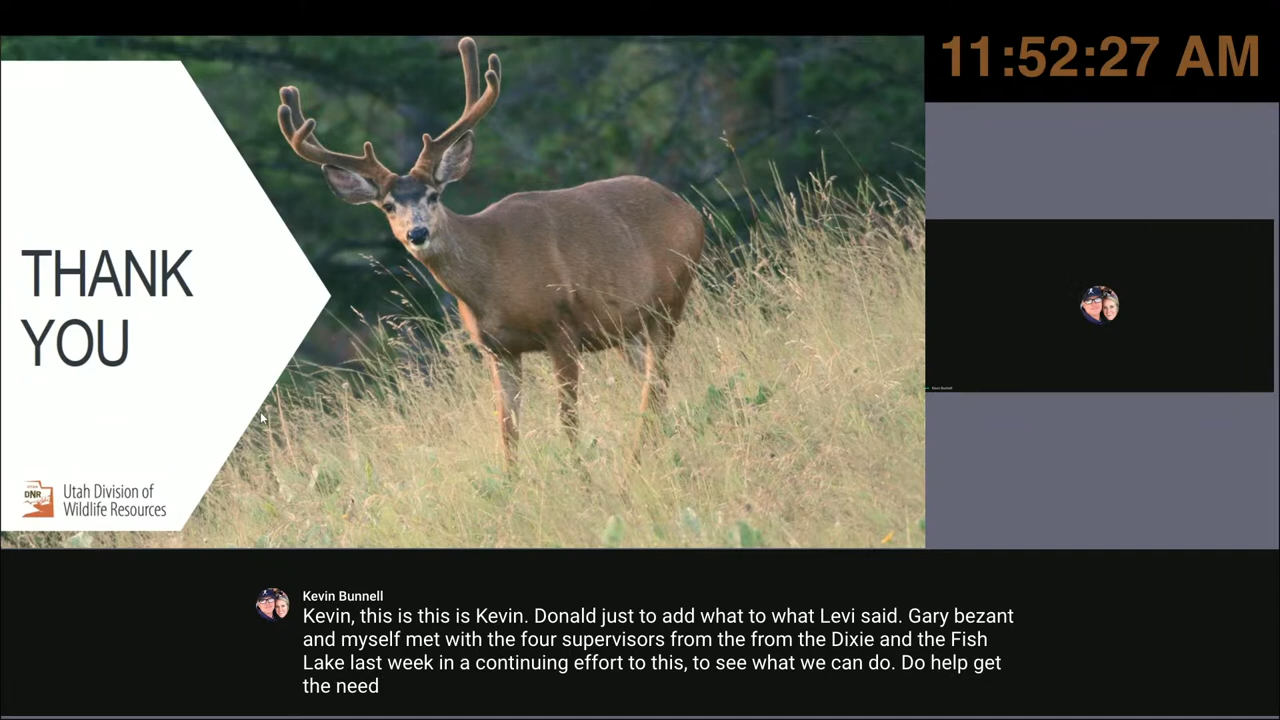 11:52:27 AM
THANK
YOU
UTAH
DNR
Utah Division of
Wildlife Resources
Kevin Bunnell
Kevin Bunnell
Kevin, this is this is Kevin. Donald just to add what to what Levi said. Gary bezant
and myself met with the four supervisors from the from the Dixie and the Fish
Lake last week in a continuing effort to this, to see what we can do. Do help get
the need